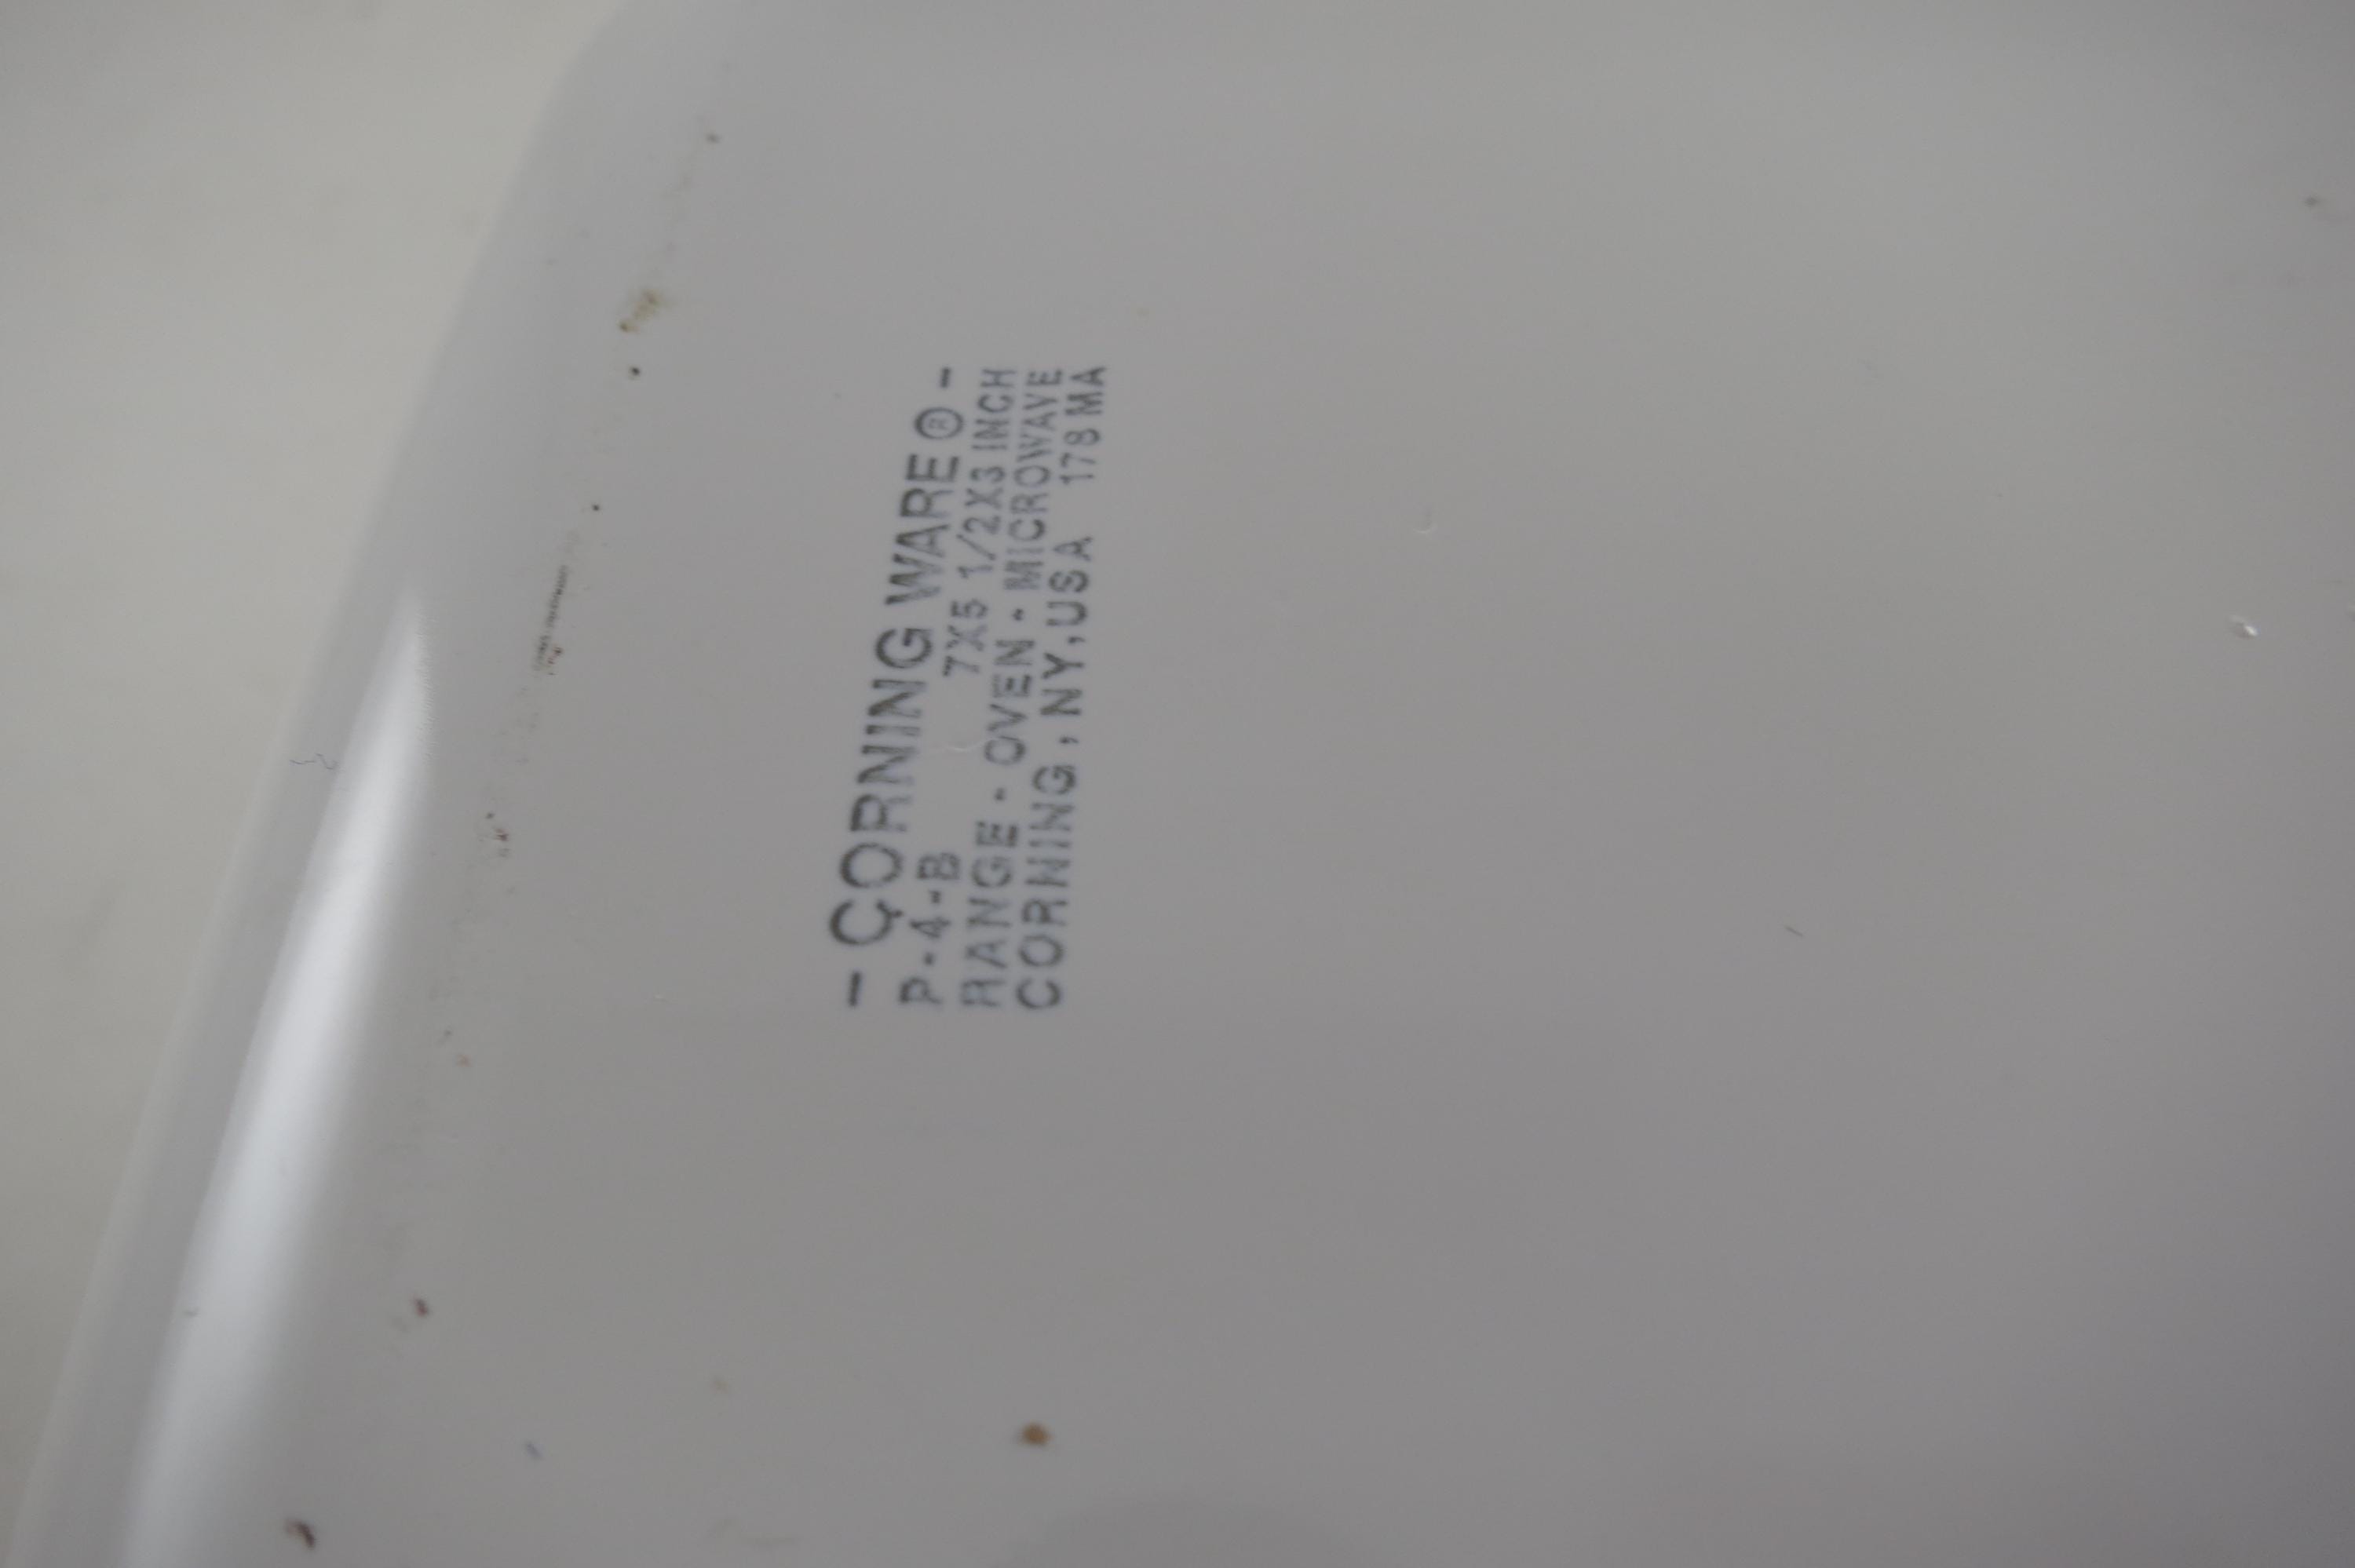 - CORNING WARE ® -
P-4-B 7X5 1/2X3 INCH
RANGE - OVEN - MICROWAVE
CORNING, NY, USA 178 MA